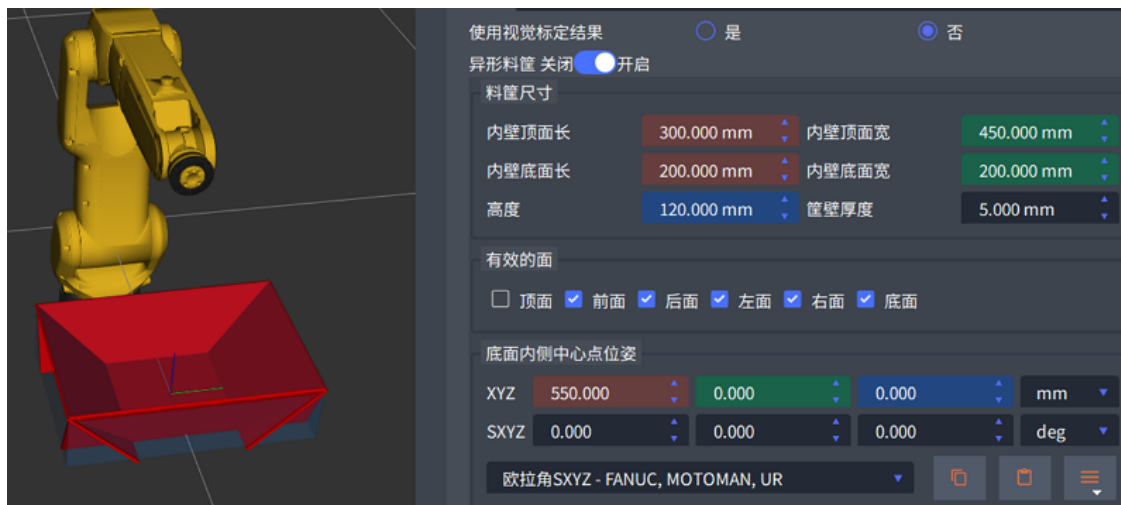 使用视觉标定结果 是 否
异形料筐 关闭 开启
料筐尺寸
内壁顶面长 300.000 mm 内壁顶面宽 450.000 mm
内壁底面长 200.000 mm 内壁底面宽 200.000 mm
高度 120.000 mm 筐壁厚度 5.000 mm
有效的面
顶面 前面 后面 左面 右面 底面
底面内侧中心点位姿
XYZ 550.000 0.000 0.000 mm
SXYZ 0.000 0.000 0.000 deg
欧拉角SXYZ - FANUC, MOTOMAN, UR